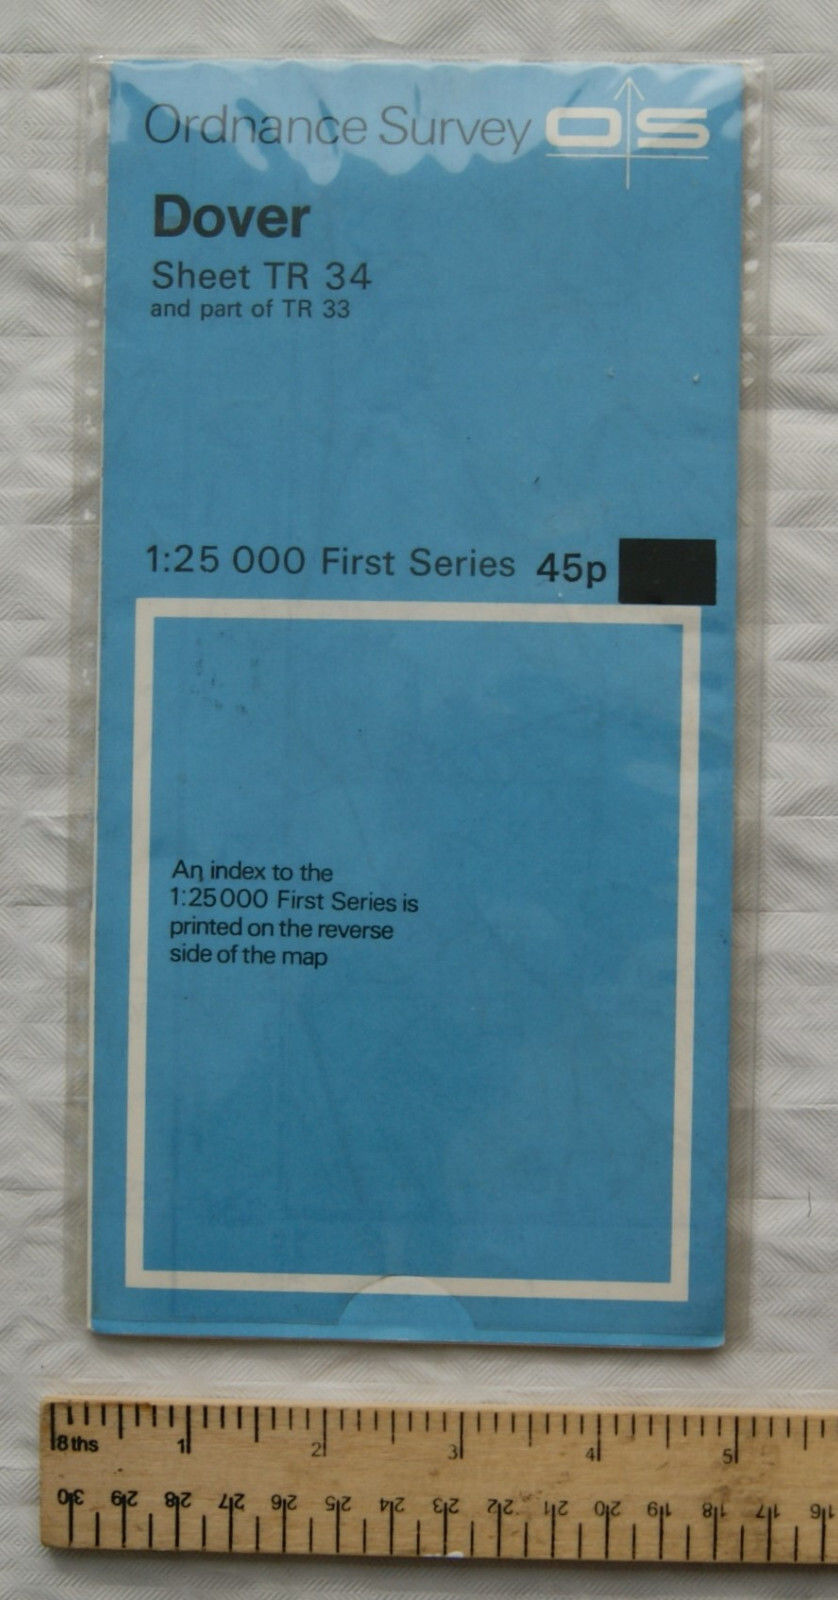 Ordnance Survey OS
Dover
Sheet TR 34
and part of TR 33
1:25 000 First Series 45p
An index to the
1:25000 First Series is
printed on the reverse
side of the map
8ths 1 2 3 4 5
30 29 28 27 26 25 24 23 22 21 20 19 18 17 16